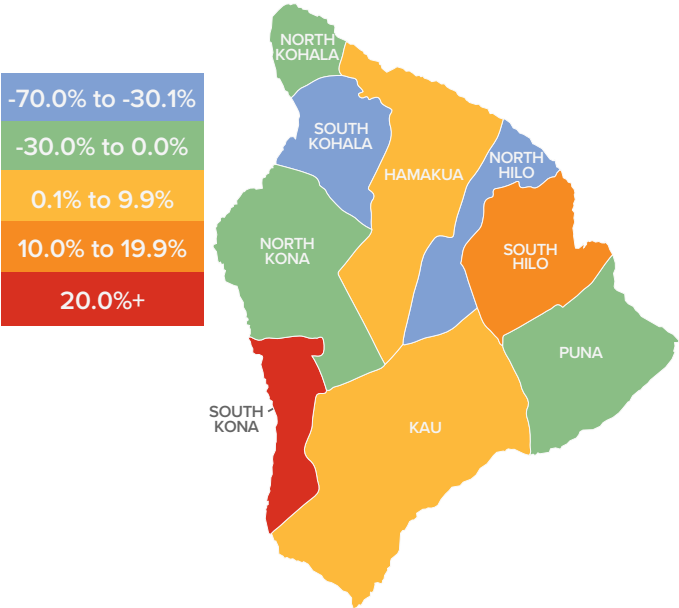 NORTH
KOHALA
-70.0% to -30.1%
-30.0% to 0.0%
0.1% to 9.9%
10.0% to 19.9%
20.0%+
SOUTH
KOHALA
HAMAKUA
NORTH
HILO
NORTH
KONA
SOUTH
HILO
PUNA
SOUTH
KONA
KAU